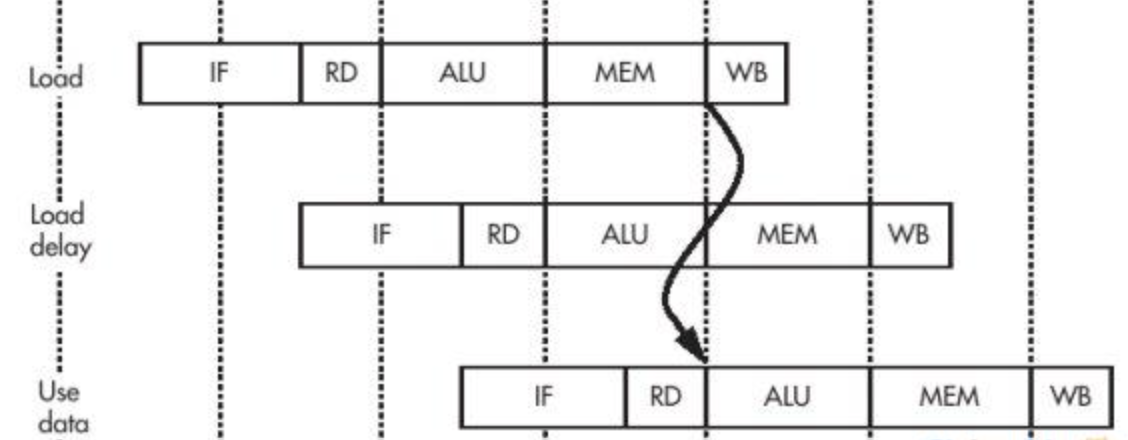 Load IF RD ALU MEM WB
Load
delay IF RD ALU MEM WB
Use
data IF RD ALU MEM WB